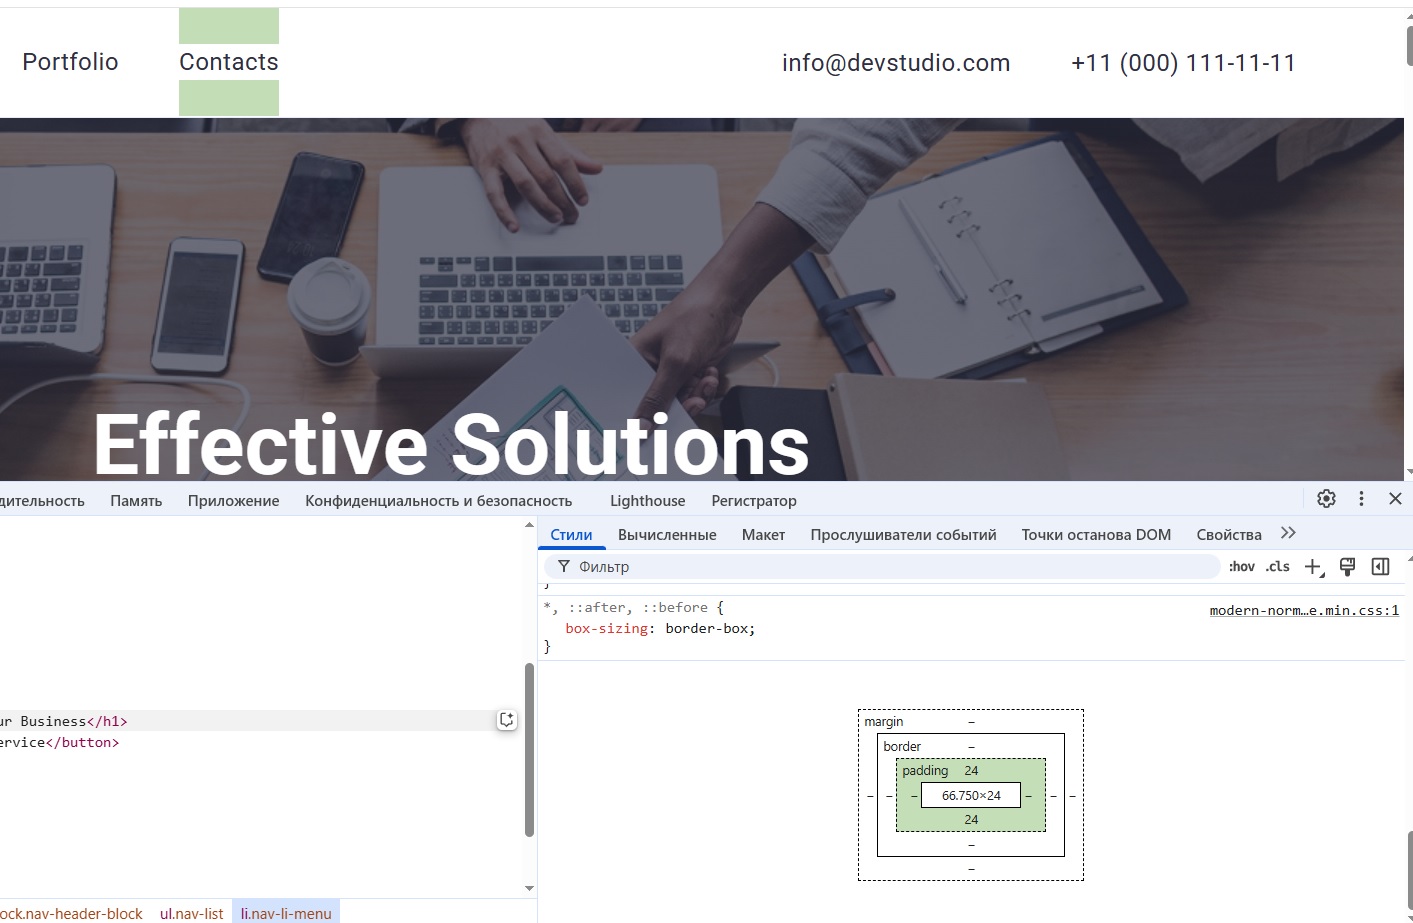 Portfolio
Contacts
info@devstudio.com
+11 (000) 111-11-11
Effective Solutions
дительность
Память
Приложение
Конфиденциальность и безопасность
Lighthouse
Регистратор
Стили
Вычисленные
Макет
Прослушиватели событий
Точки останова DOM
Свойства
Фильтр
:hov
.cls
}
*, ::after, ::before {
modern-norm…e.min.css:1
box-sizing: border-box;
}
ur Business</h1>
ervice</button>
margin
–
border
–
padding 24
– – – 66.750×24 – – –
24
–
–
ock.nav-header-block
ul.nav-list
li.nav-li-menu